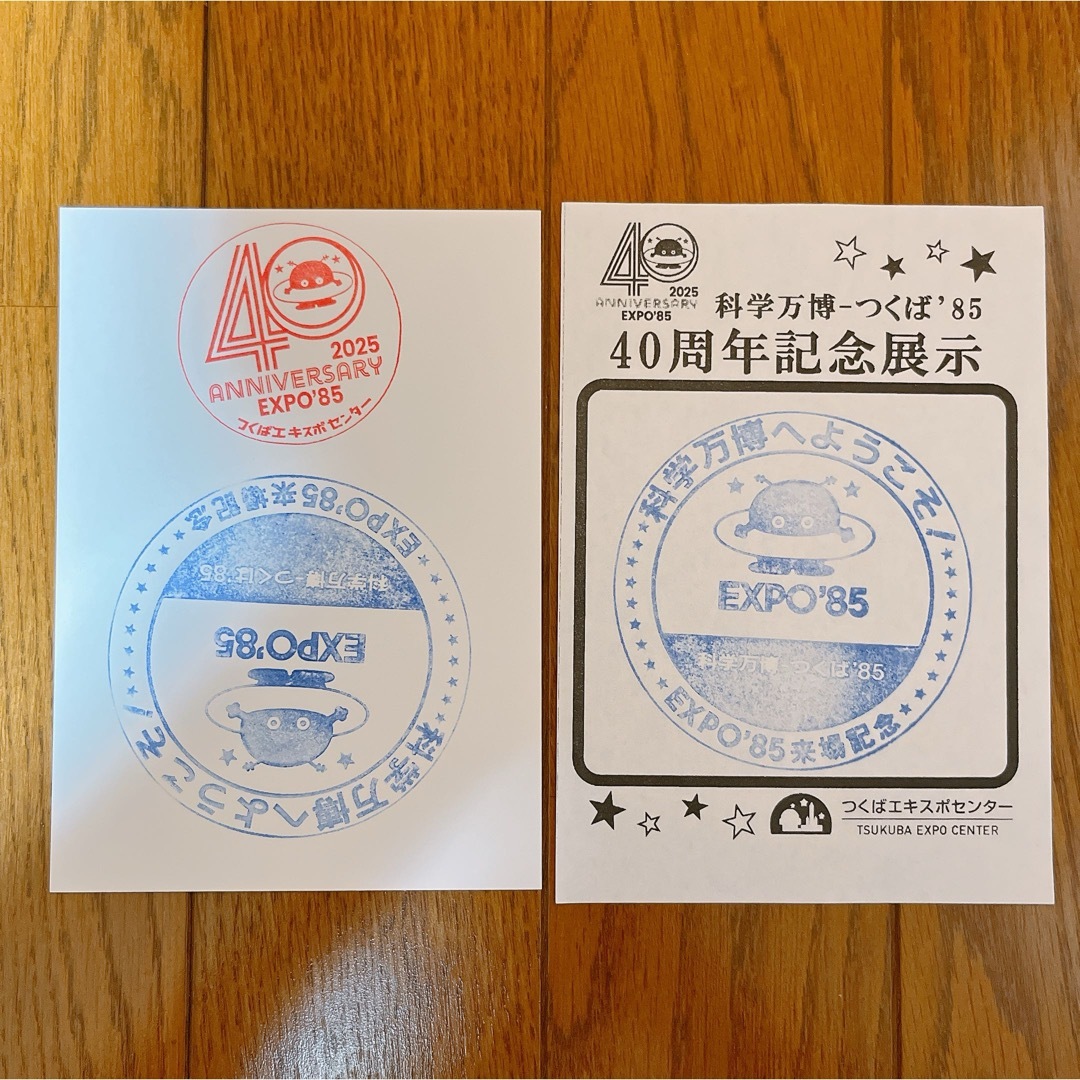 40
2025
ANNIVERSARY
EXPO'85
つくばエキスポセンター
科学万博へようこそ!
EXPO'85
科学万博-つくば'85
EXPO'85来場記念
40
2025
ANNIVERSARY
EXPO'85
科学万博-つくば'85
40周年記念展示
科学万博へようこそ!
EXPO'85
科学万博-つくば'85
EXPO'85来場記念
つくばエキスポセンター
TSUKUBA EXPO CENTER